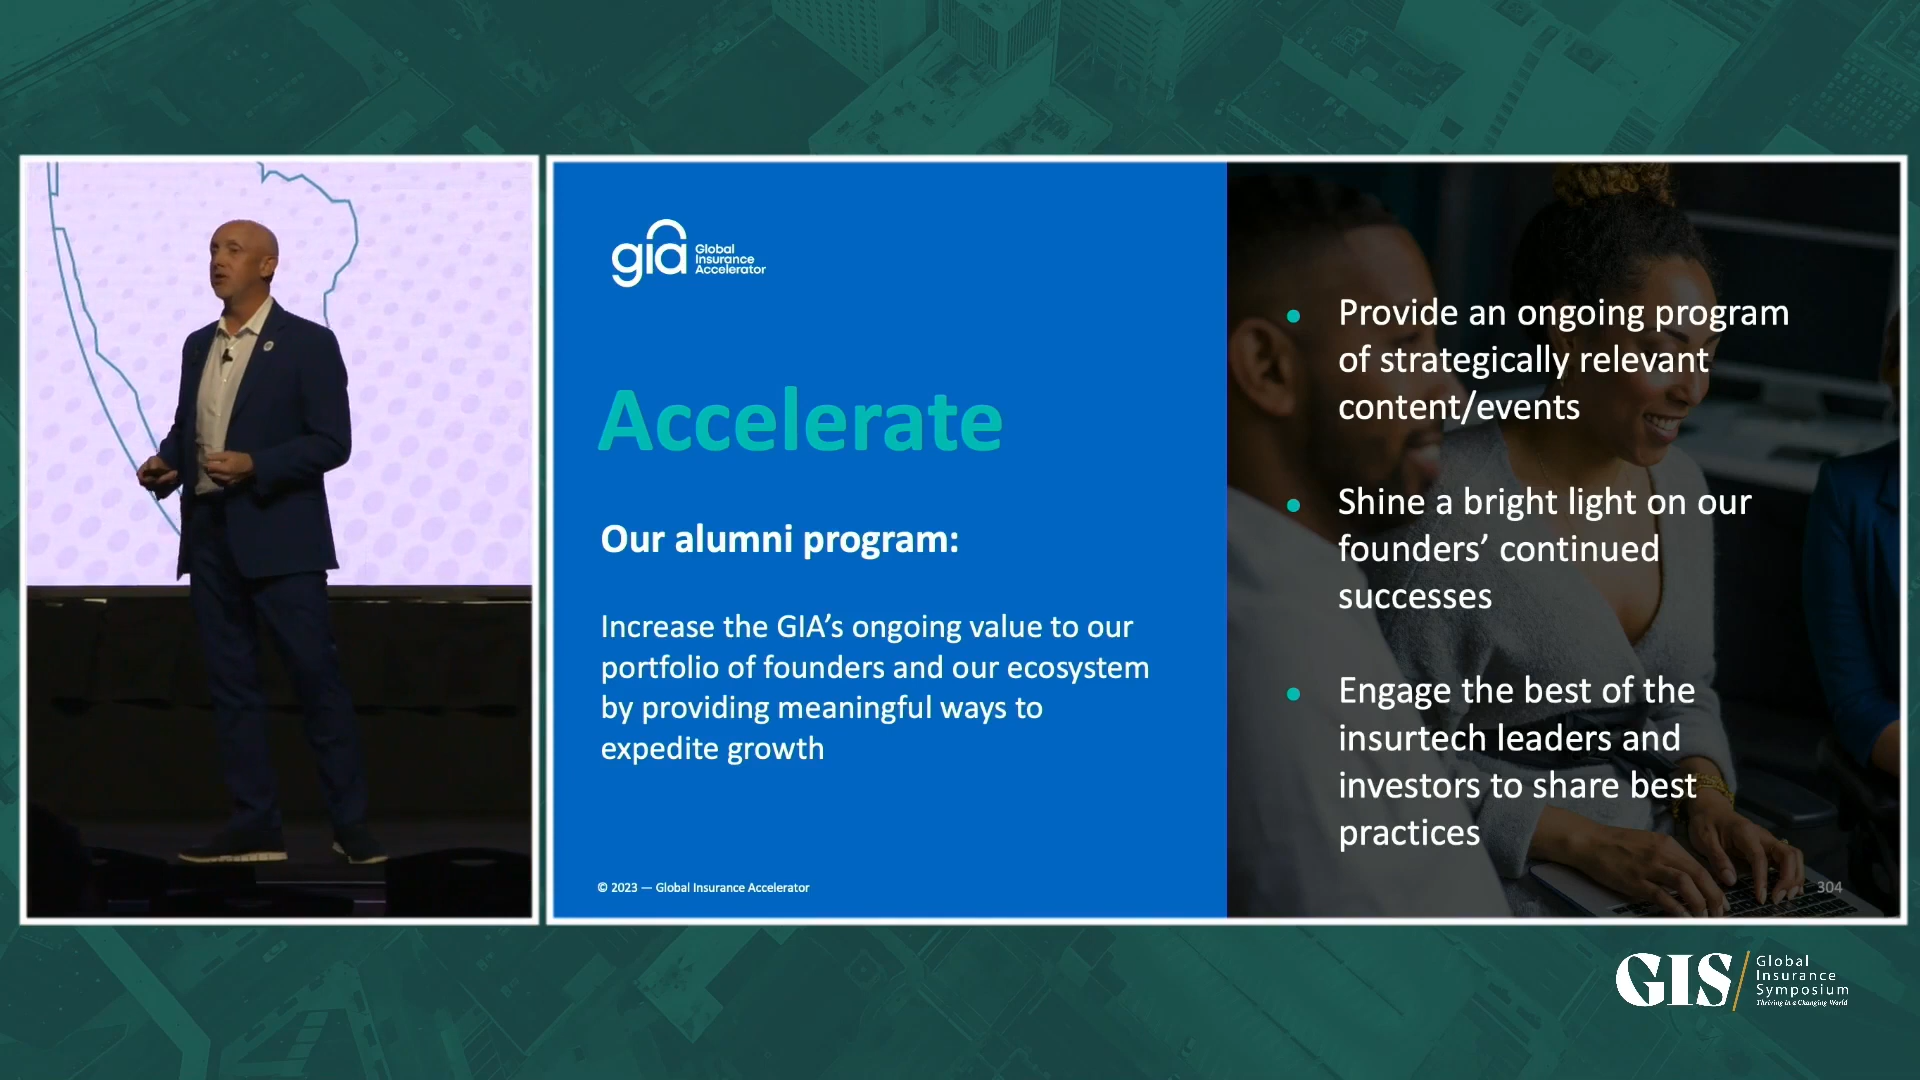 gia
Global
Insurance
Accelerator
Accelerate
Our alumni program:
Increase the GIA’s ongoing value to our
portfolio of founders and our ecosystem
by providing meaningful ways to
expedite growth
© 2023 — Global Insurance Accelerator
• Provide an ongoing program
of strategically relevant
content/events
• Shine a bright light on our
founders’ continued
successes
• Engage the best of the
insurtech leaders and
investors to share best
practices
304
GIS
Global
Insurance
Symposium
Thriving in a Changing World